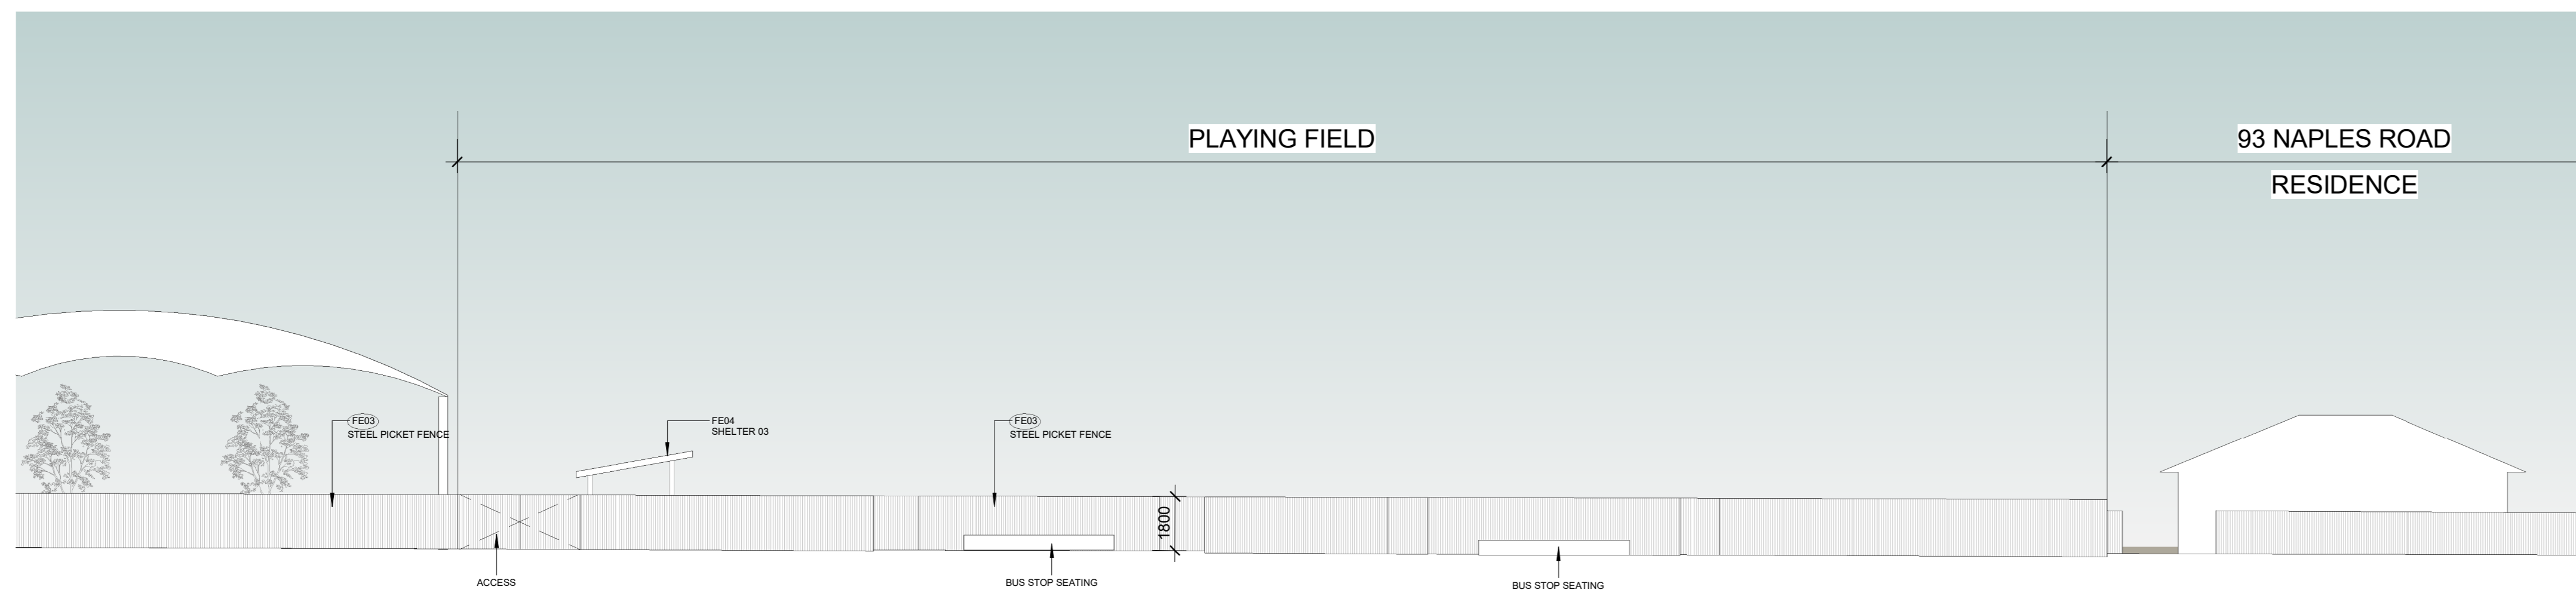 PLAYING FIELD
93 NAPLES ROAD
RESIDENCE
FE03
STEEL PICKET FENCE
FE04
SHELTER 03
FE03
STEEL PICKET FENCE
1800
ACCESS
BUS STOP SEATING
BUS STOP SEATING